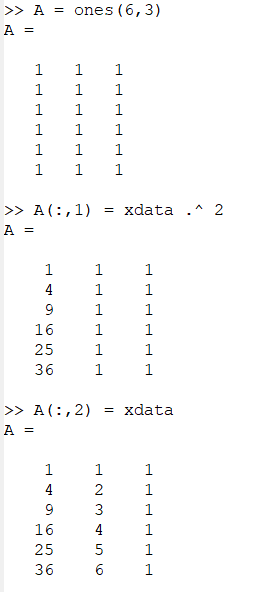 >> A = ones(6,3)
A =
1 1 1
1 1 1
1 1 1
1 1 1
1 1 1
1 1 1
>> A(:,1) = xdata .^ 2
A =
1 1 1
4 1 1
9 1 1
16 1 1
25 1 1
36 1 1
>> A(:,2) = xdata
A =
1 1 1
4 2 1
9 3 1
16 4 1
25 5 1
36 6 1